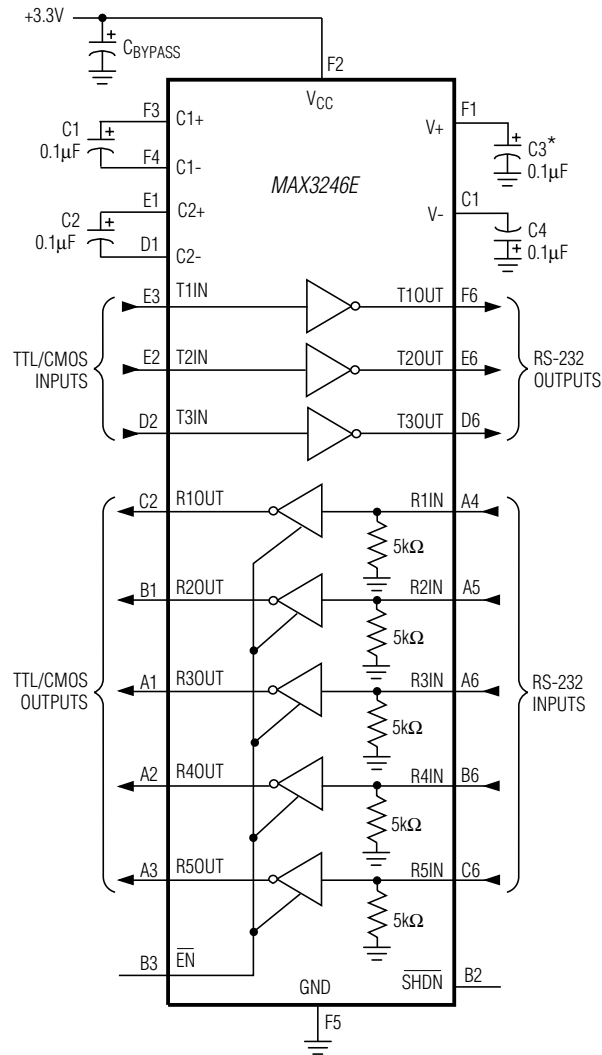 +3.3V
CBYPASS
F2
VCC
F3
C1+
C1
0.1µF
F4
C1-
E1
C2+
C2
0.1µF
D1
C2-
MAX3246E
F1
V+
C3*
0.1µF
C1
V-
C4
0.1µF
TTL/CMOS
INPUTS
E3 T1IN T1OUT F6
E2 T2IN T2OUT E6
D2 T3IN T3OUT D6
RS-232
OUTPUTS
TTL/CMOS
OUTPUTS
C2 R1OUT R1IN A4
5kΩ
B1 R2OUT R2IN A5
5kΩ
A1 R3OUT R3IN A6
5kΩ
A2 R4OUT R4IN B6
5kΩ
A3 R5OUT R5IN C6
5kΩ
RS-232
INPUTS
B3 E̅N̅
S̅H̅D̅N̅ B2
GND
F5